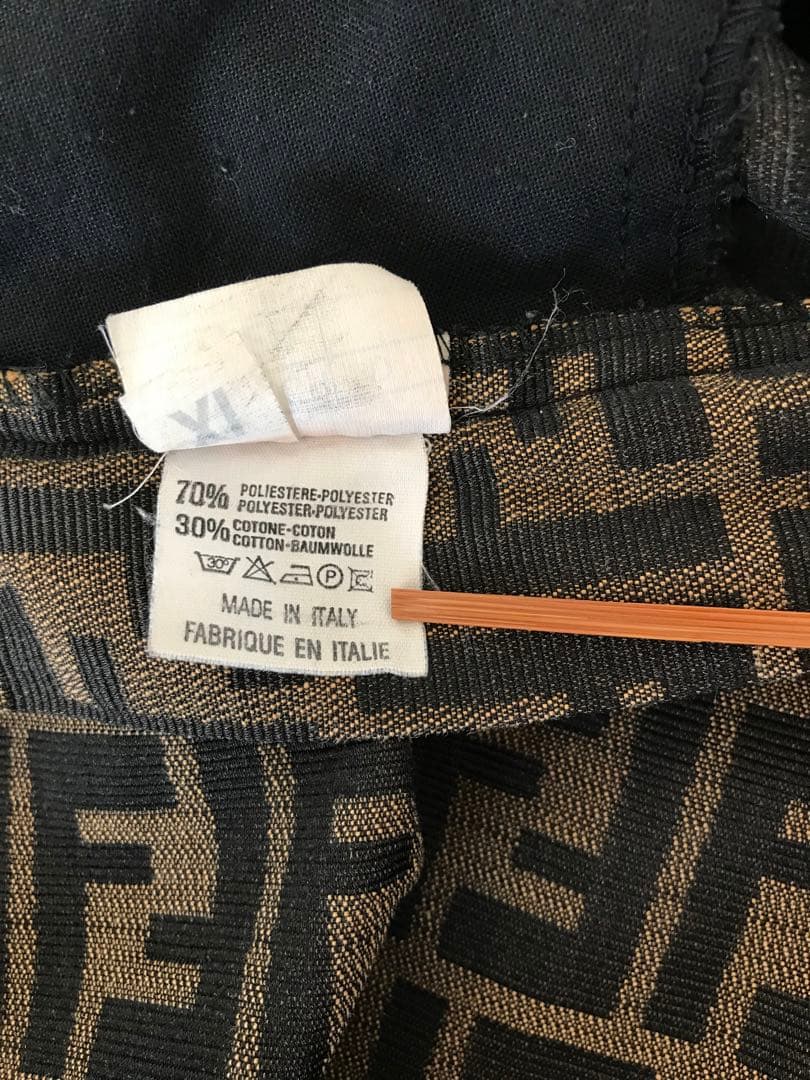 70% POLIESTERE-POLYESTER
POLYESTER-POLYESTER
30% COTONE-COTON
COTTON-BAUMWOLLE
30° P
MADE IN ITALY
FABRIQUE EN ITALIE